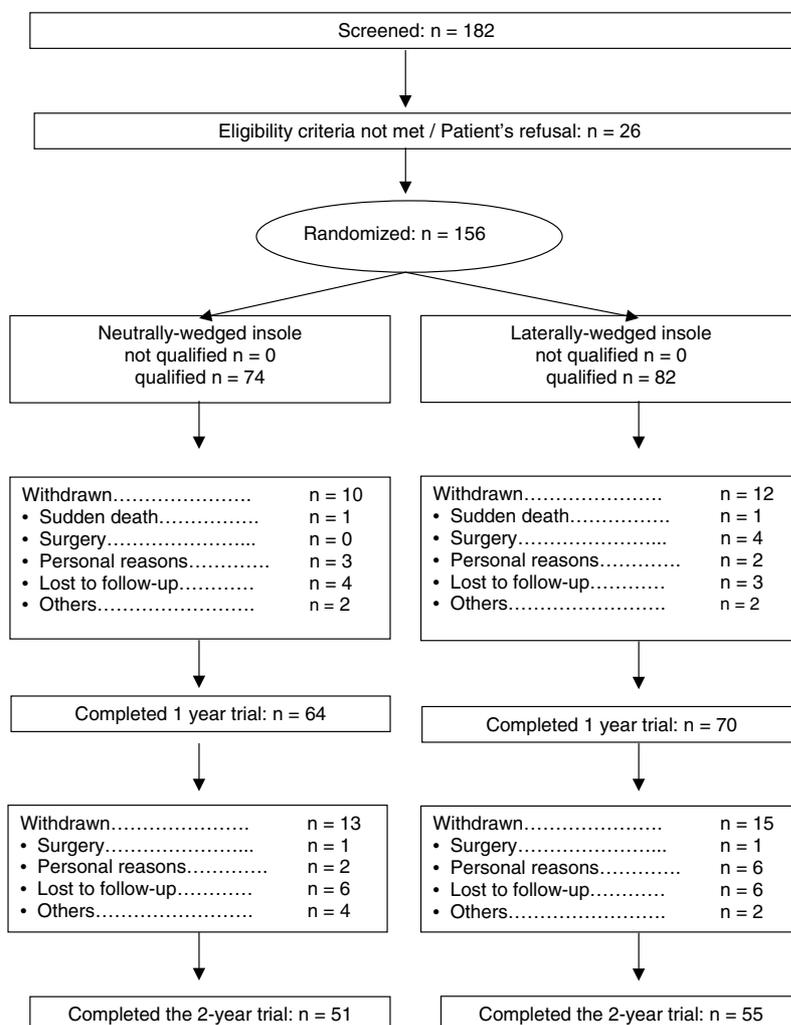 Screened: n = 182
Eligibility criteria not met / Patient's refusal: n = 26
Randomized: n = 156
Neutrally-wedged insole
not qualified n = 0
qualified n = 74
Laterally-wedged insole
not qualified n = 0
qualified n = 82
Withdrawn…………………. n = 10
• Sudden death……………. n = 1
• Surgery…………………... n = 0
• Personal reasons…………. n = 3
• Lost to follow-up………… n = 4
• Others……………………. n = 2
Withdrawn…………………. n = 12
• Sudden death……………. n = 1
• Surgery…………………... n = 4
• Personal reasons…………. n = 2
• Lost to follow-up………… n = 3
• Others……………………. n = 2
Completed 1 year trial: n = 64
Completed 1 year trial: n = 70
Withdrawn…………………. n = 13
• Surgery…………………... n = 1
• Personal reasons…………. n = 2
• Lost to follow-up………… n = 6
• Others……………………. n = 4
Withdrawn…………………. n = 15
• Surgery…………………... n = 1
• Personal reasons…………. n = 6
• Lost to follow-up………… n = 6
• Others……………………. n = 2
Completed the 2-year trial: n = 51
Completed the 2-year trial: n = 55